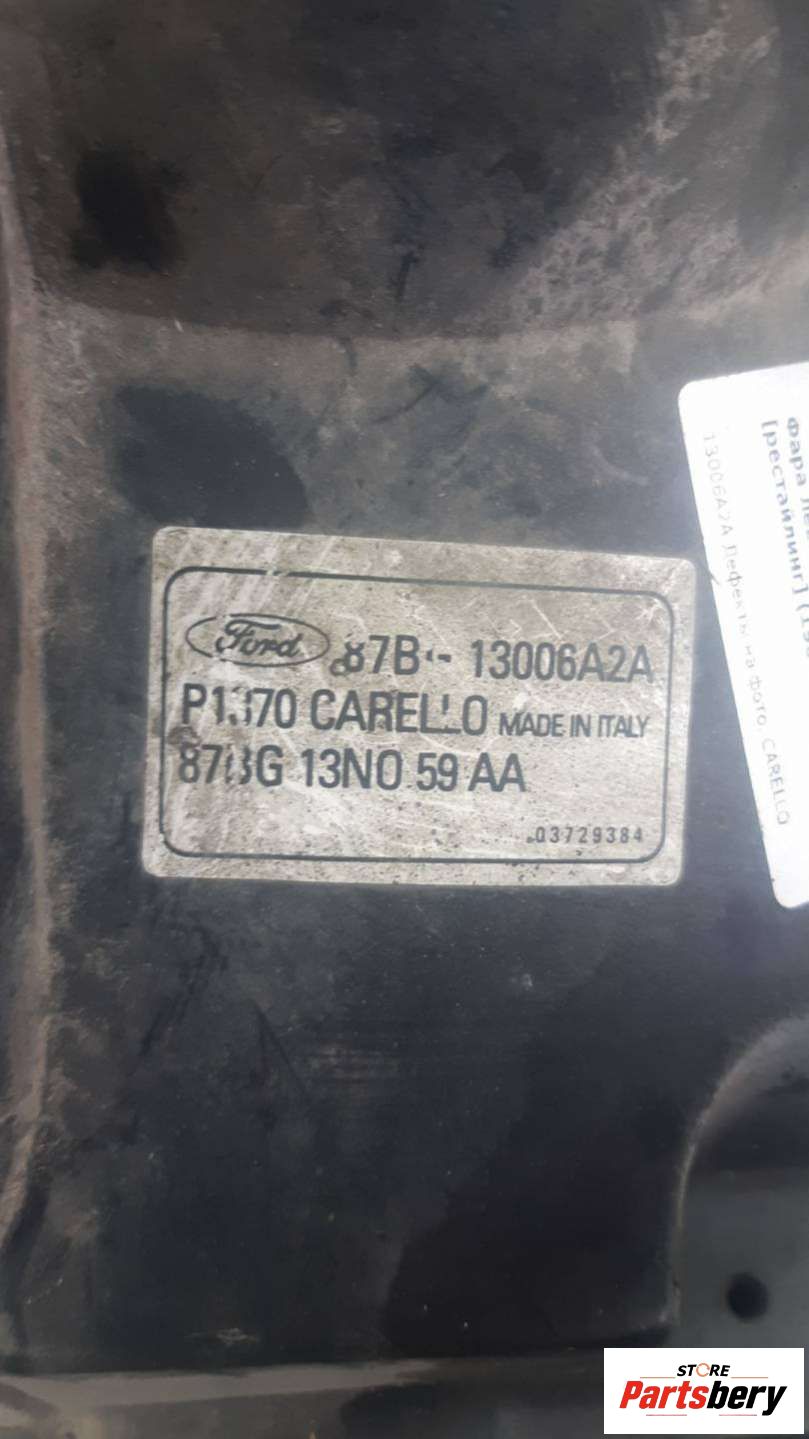 Ford 87B - 13006A2A
P1370 CARELLO MADE IN ITALY
87BG 13N0 59 AA
03729384
Фара
[рестайлинг]
13006A2A Дефекты на фото, CARELLO
STORE
Partsbery